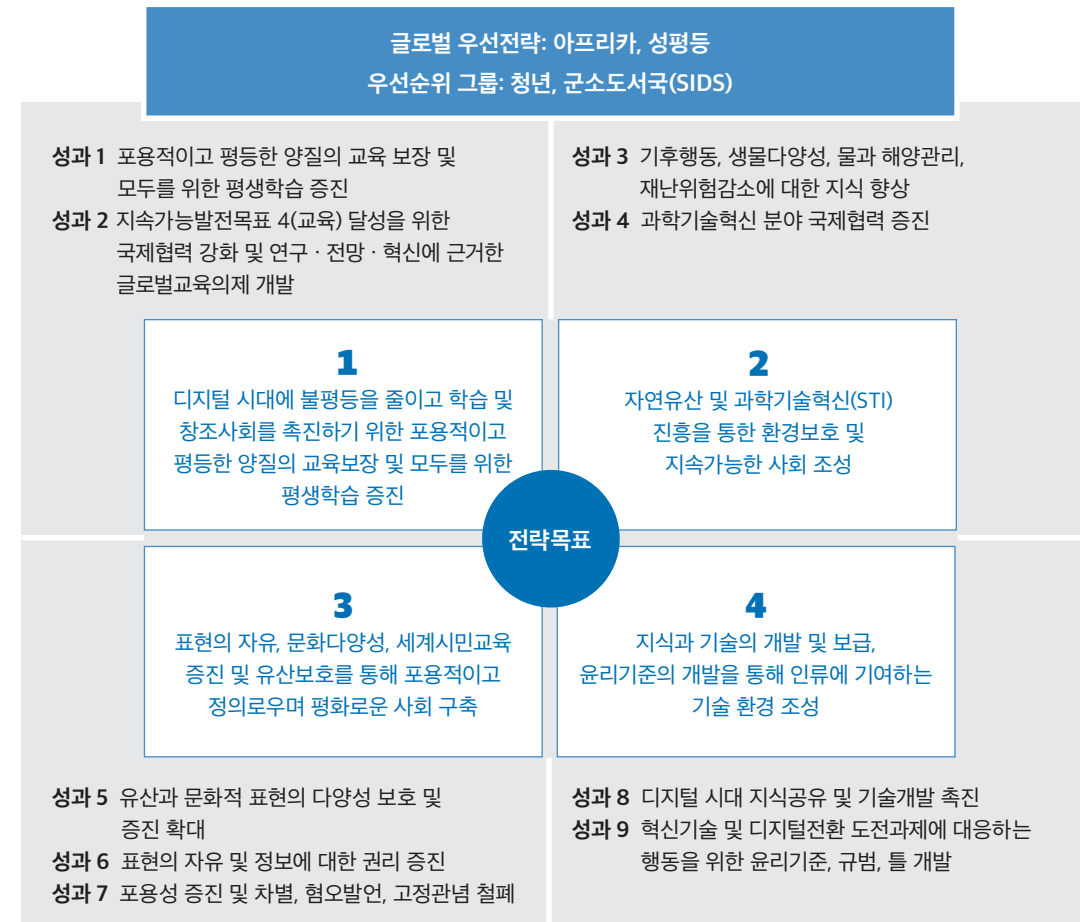 글로벌 우선전략: 아프리카, 성평등
우선순위 그룹: 청년, 군소도서국(SIDS)
성과 1 포용적이고 평등한 양질의 교육 보장 및
모두를 위한 평생학습 증진
성과 2 지속가능발전목표 4(교육) 달성을 위한
국제협력 강화 및 연구 · 전망 · 혁신에 근거한
글로벌교육의제 개발
성과 3 기후행동, 생물다양성, 물과 해양관리,
재난위험감소에 대한 지식 향상
성과 4 과학기술혁신 분야 국제협력 증진
1
디지털 시대에 불평등을 줄이고 학습 및
창조사회를 촉진하기 위한 포용적이고
평등한 양질의 교육보장 및 모두를 위한
평생학습 증진
2
자연유산 및 과학기술혁신(STI)
진흥을 통한 환경보호 및
지속가능한 사회 조성
전략목표
3
표현의 자유, 문화다양성, 세계시민교육
증진 및 유산보호를 통해 포용적이고
정의로우며 평화로운 사회 구축
4
지식과 기술의 개발 및 보급,
윤리기준의 개발을 통해 인류에 기여하는
기술 환경 조성
성과 5 유산과 문화적 표현의 다양성 보호 및
증진 확대
성과 6 표현의 자유 및 정보에 대한 권리 증진
성과 7 포용성 증진 및 차별, 혐오발언, 고정관념 철폐
성과 8 디지털 시대 지식공유 및 기술개발 촉진
성과 9 혁신기술 및 디지털전환 도전과제에 대응하는
행동을 위한 윤리기준, 규범, 틀 개발